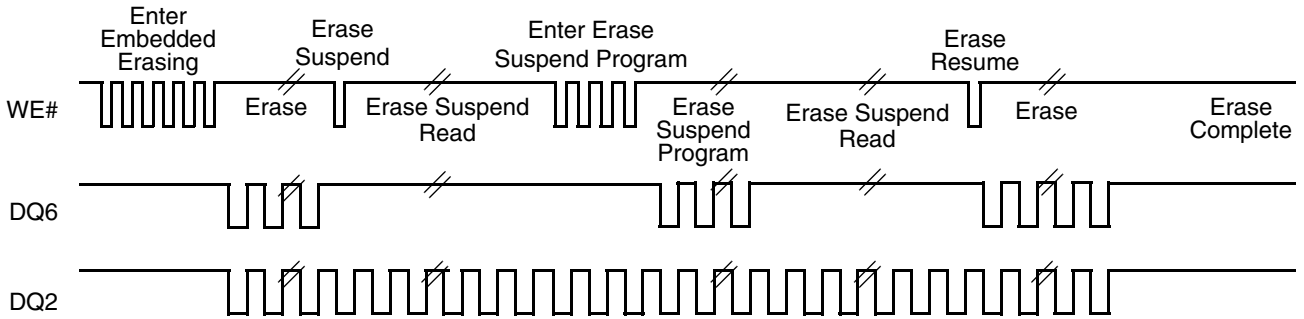 Enter
Embedded
Erasing
Erase
Suspend
Enter Erase
Suspend Program
Erase
Resume
WE#
Erase
Erase Suspend
Read
Erase
Suspend
Program
Erase Suspend
Read
Erase
Erase
Complete
DQ6
DQ2